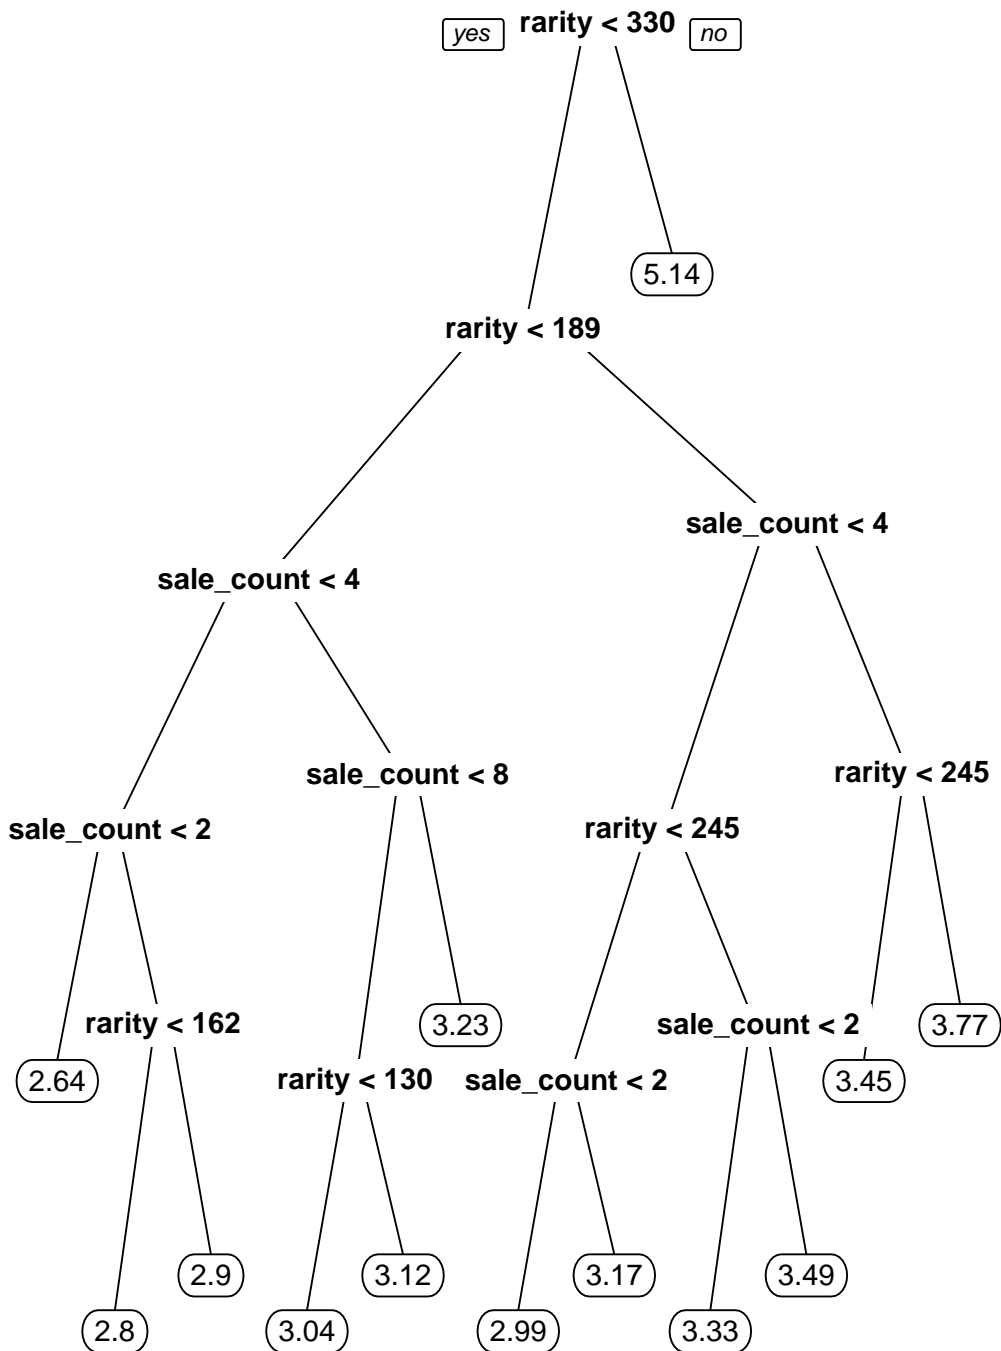 yes rarity < 330 no
5.14
rarity < 189
sale_count < 4
sale_count < 4
sale_count < 8
rarity < 245
sale_count < 2
rarity < 245
rarity < 162
3.23
sale_count < 2
3.77
2.64
rarity < 130
sale_count < 2
3.45
2.9
3.12
3.17
3.49
2.8
3.04
2.99
3.33